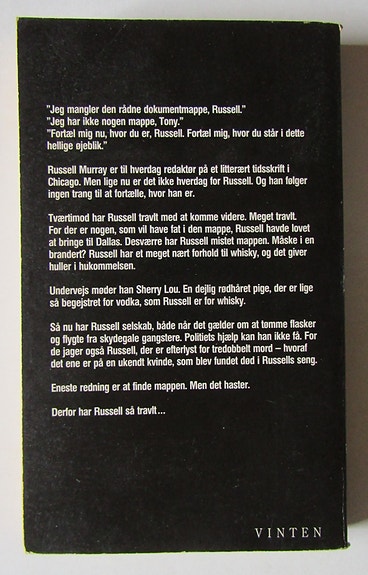 "Jeg mangler den rådne dokumentmappe, Russell."
"Jeg har ikke nogen mappe, Tony."
"Fortæl mig nu, hvor du er, Russell. Fortæl mig, hvor du står i dette
hellige øjeblik."
Russell Murray er til hverdag redaktør på et litterært tidsskrift i
Chicago. Men lige nu er det ikke hverdag for Russell. Og han følger
ingen trang til at fortælle, hvor han er.
Tværtimod har Russell travlt med at komme videre. Meget travlt.
For der er nogen, som vil have fat i den mappe, Russell havde lovet
at bringe til Dallas. Desværre har Russell mistet mappen. Måske i en
brandert? Russell har et meget nært forhold til whisky, og det giver
huller i hukommelsen.
Undervejs møder han Sherry Lou. En dejlig rødhåret pige, der er lige
så begejstret for vodka, som Russell er for whisky.
Så nu har Russell selskab, både når det gælder om at tømme flasker
og flygte fra skydegale gangstere. Politiets hjælp kan han ikke få. For
de jager også Russell, der er efterlyst for tredobbelt mord – hvoraf
det ene er på en ukendt kvinde, som blev fundet død i Russells seng.
Eneste redning er at finde mappen. Men det haster.
Derfor har Russell så travlt...
VINTEN